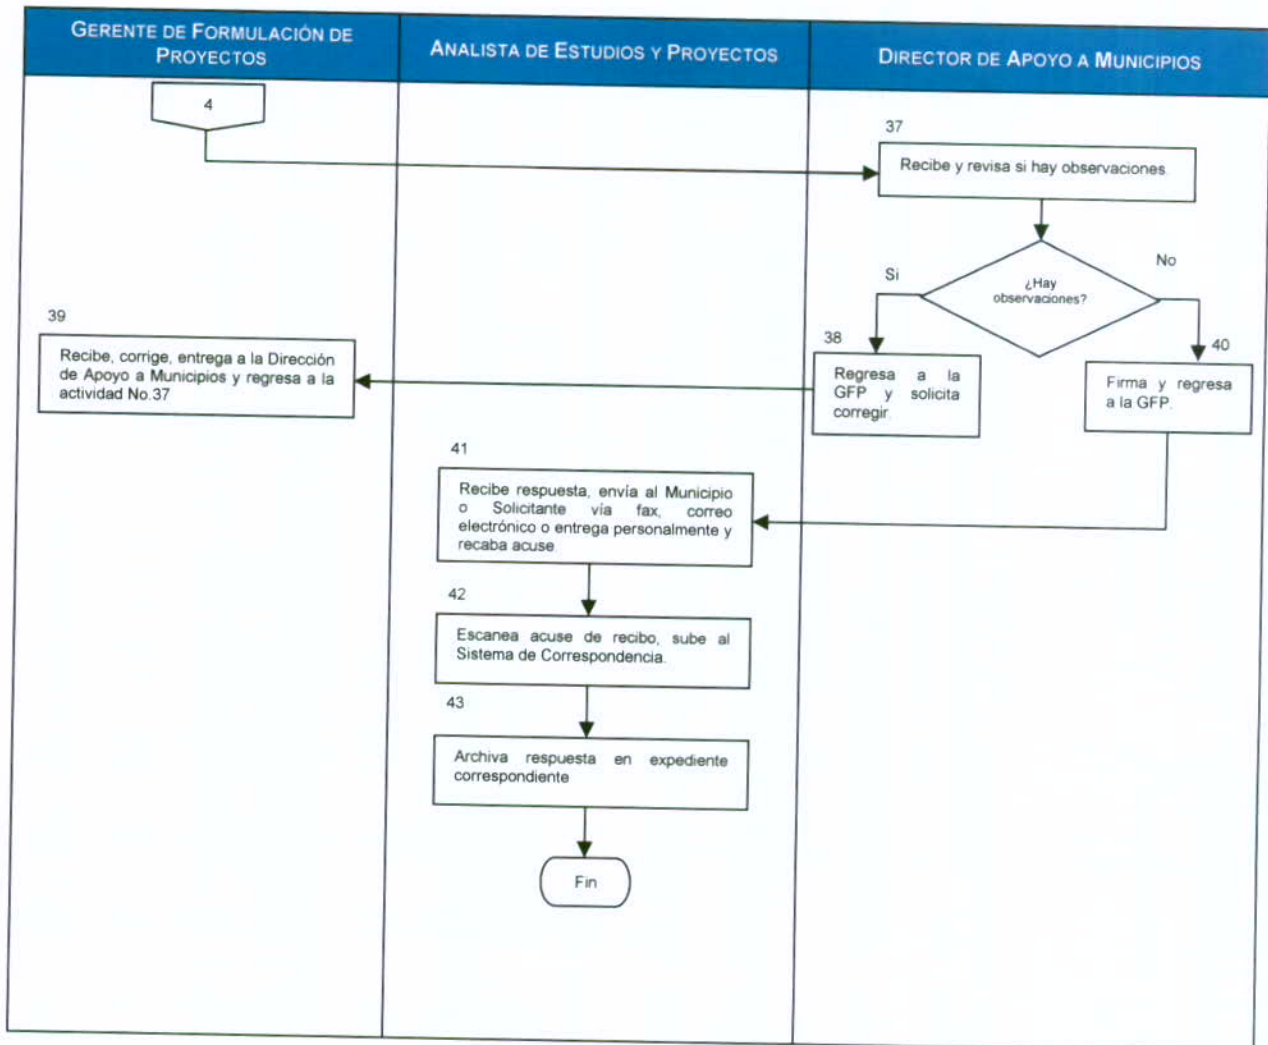 GERENTE DE FORMULACIÓN DE
PROYECTOS
ANALISTA DE ESTUDIOS Y PROYECTOS
DIRECTOR DE APOYO A MUNICIPIOS
4
37
Recibe y revisa si hay observaciones
¿Hay
observaciones?
Si
No
38
Regresa a la
GFP y solicita
corregir.
39
Recibe, corrige, entrega a la Dirección
de Apoyo a Municipios y regresa a la
actividad No.37
40
Firma y regresa
a la GFP.
41
Recibe respuesta, envía al Municipio
o Solicitante vía fax, correo
electrónico o entrega personalmente y
recaba acuse
42
Escanea acuse de recibo, sube al
Sistema de Correspondencia.
43
Archiva respuesta en expediente
correspondiente
Fin